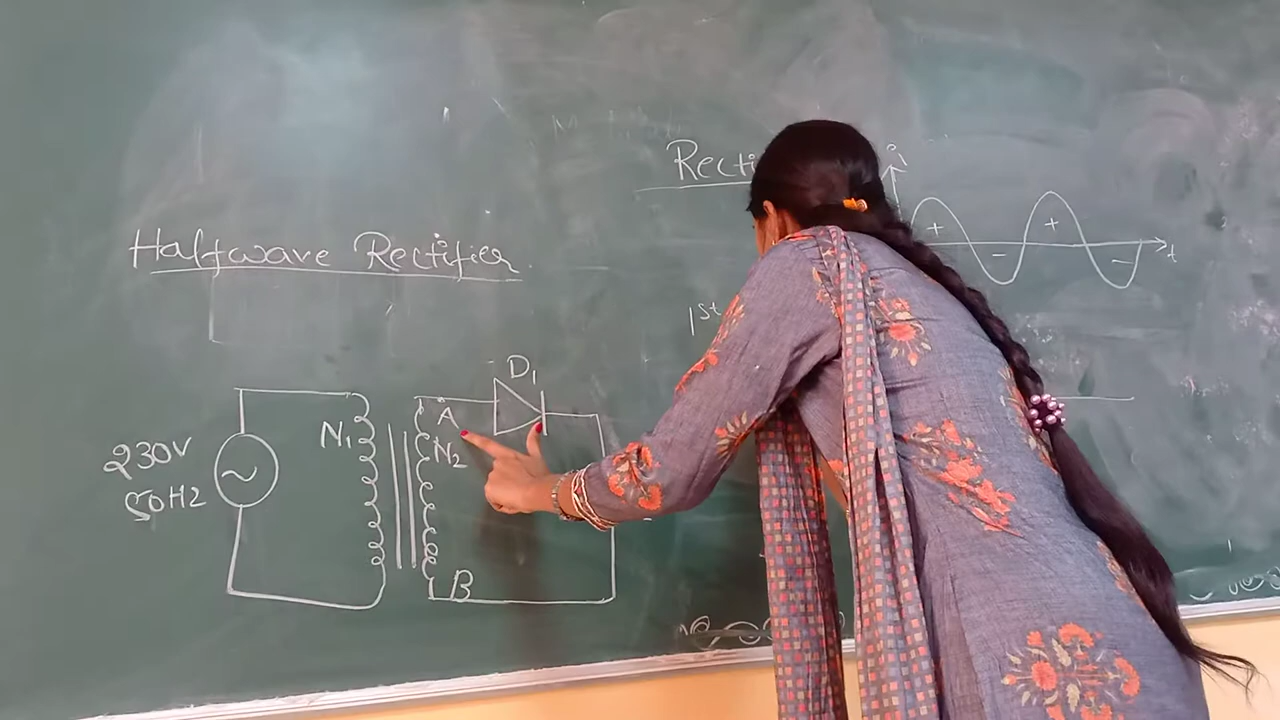 Halfwave Rectifier
Recti
i
+ - + -
t
1st
D1
A
N1
N2
230V
50Hz
~
B